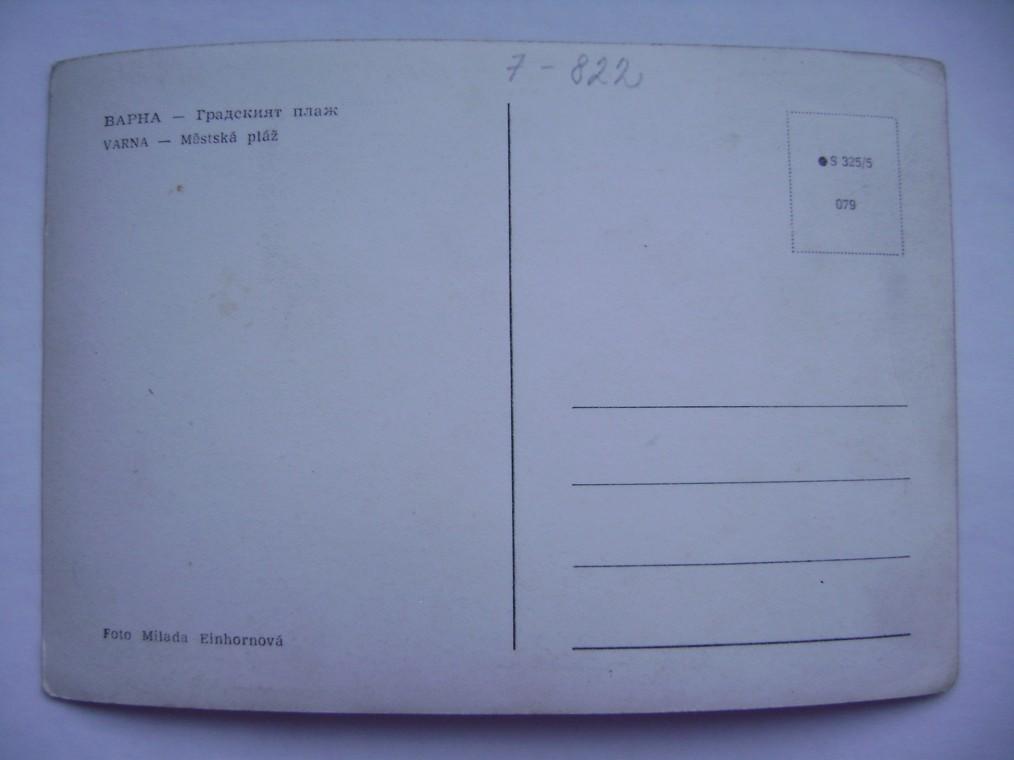 7-822
ВАРНА — Градският плаж
VARNA — Městská pláž
● S 325/5
079
Foto Milada Einhornová